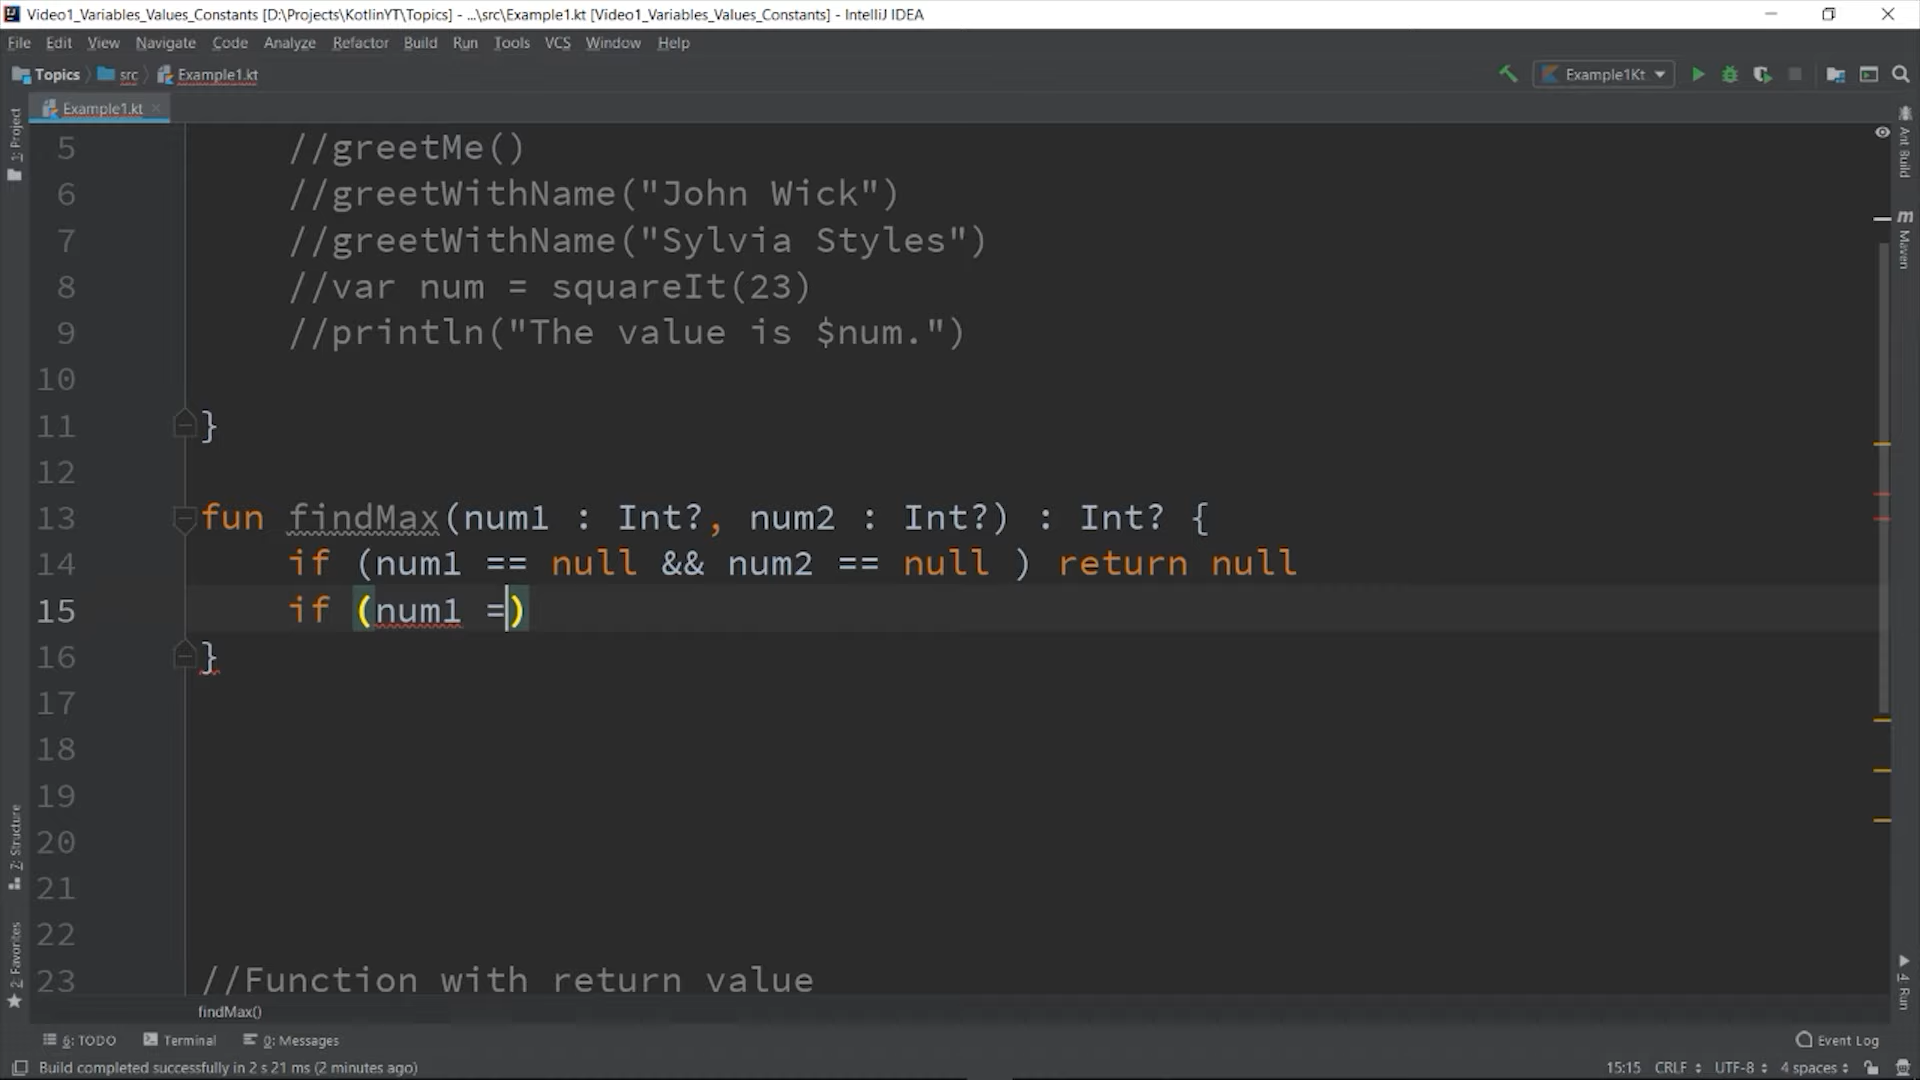 Video1_Variables_Values_Constants [D:\Projects\KotlinYT\Topics] - ...\src\Example1.kt [Video1_Variables_Values_Constants] - IntelliJ IDEA
File Edit View Navigate Code Analyze Refactor Build Run Tools VCS Window Help
Topics src Example1.kt Example1Kt
Example1.kt
1: Project
Ant Build
Maven
5 //greetMe()
6 //greetWithName("John Wick")
7 //greetWithName("Sylvia Styles")
8 //var num = squareIt(23)
9 //println("The value is $num.")
10
11 }
12
13 fun findMax(num1 : Int?, num2 : Int?) : Int? {
14 if (num1 == null && num2 == null ) return null
15 if (num1 =)
16 }
17
18
19
20
21
22
23 //Function with return value
Z: Structure
2: Favorites
4: Run
findMax()
6: TODO Terminal 0: Messages Event Log
Build completed successfully in 2 s 21 ms (2 minutes ago) 15:15 CRLF UTF-8 4 spaces